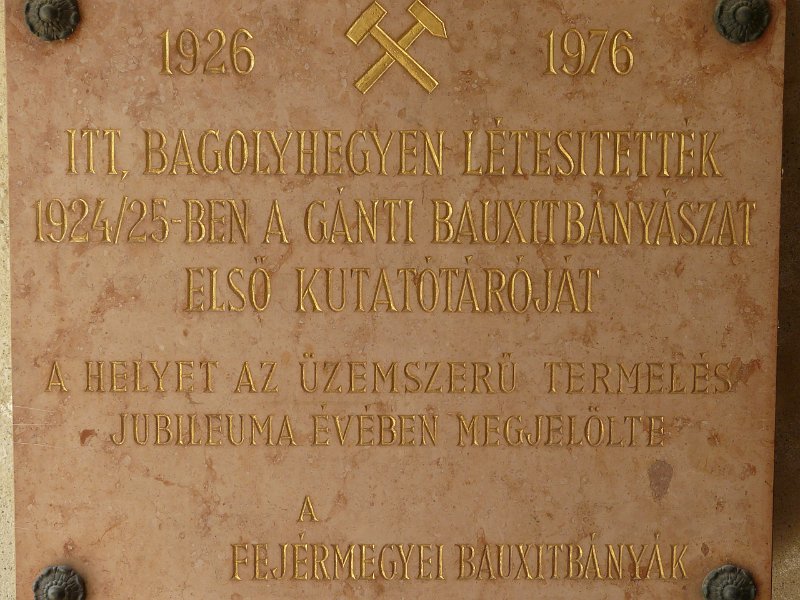 1926 1976
ITT, BAGOLYHEGYEN LÉTESITETTÉK
1924/25-BEN A GÁNTI BAUXITBÁNYÁSZAT
ELSŐ KUTATÓTÁRÓJÁT
A HELYET AZ ÜZEMSZERŰ TERMELÉS
JUBILEUMA ÉVÉBEN MEGJELÖLTE
A
FEJÉRMEGYEI BAUXITBÁNYÁK